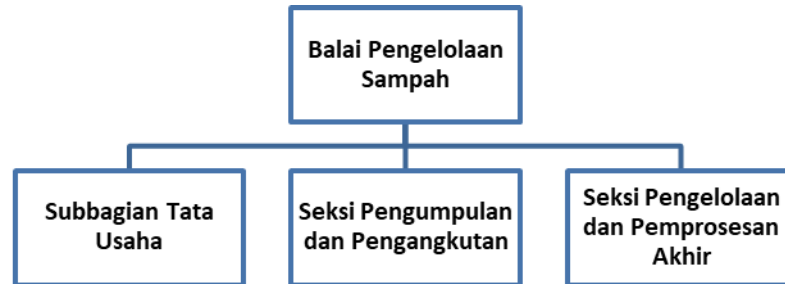 Balai Pengelolaan
Sampah
Subbagian Tata
Usaha
Seksi Pengumpulan
dan Pengangkutan
Seksi Pengelolaan
dan Pemprosesan
Akhir